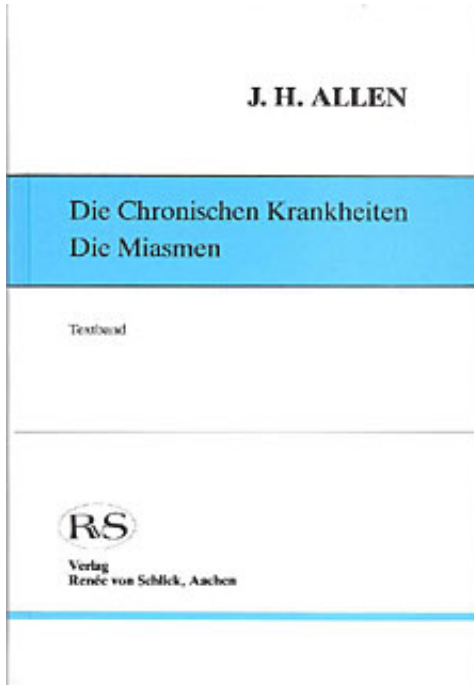 J. H. ALLEN
Die Chronischen Krankheiten
Die Miasmen
Textband
RvS
Verlag
Renée von Schlick, Aachen